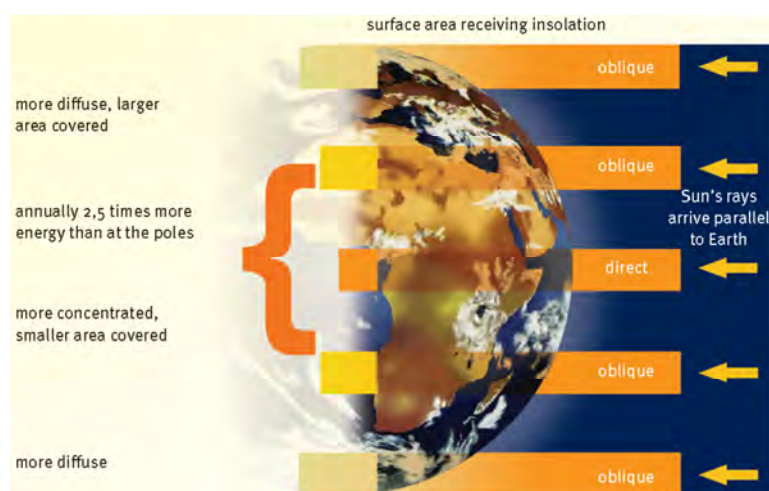 surface area receiving insolation
oblique
more diffuse, larger
area covered
oblique
annually 2,5 times more
energy than at the poles
Sun's rays
arrive parallel
to Earth
direct
more concentrated,
smaller area covered
oblique
more diffuse
oblique